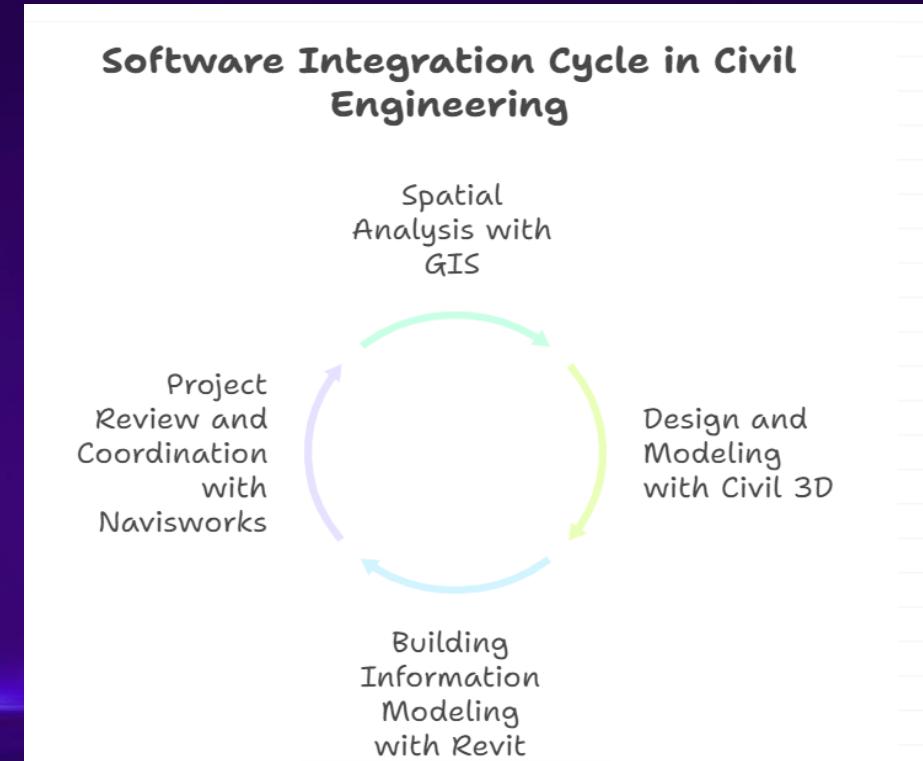 Software Integration Cycle in Civil
Engineering
Spatial
Analysis with
GIS
Design and
Modeling
with Civil 3D
Building
Information
Modeling
with Revit
Project
Review and
Coordination
with
Navisworks